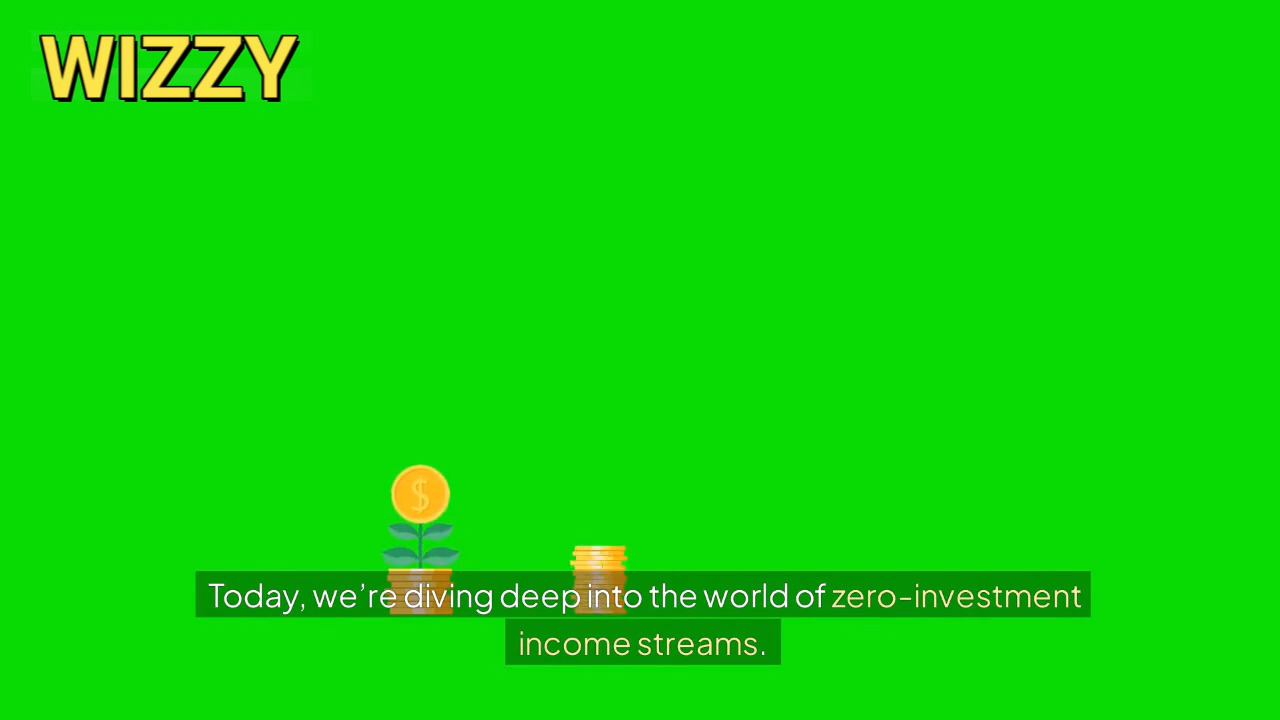 WIZZY
$
Today, we’re diving deep into the world of zero-investment
income streams.